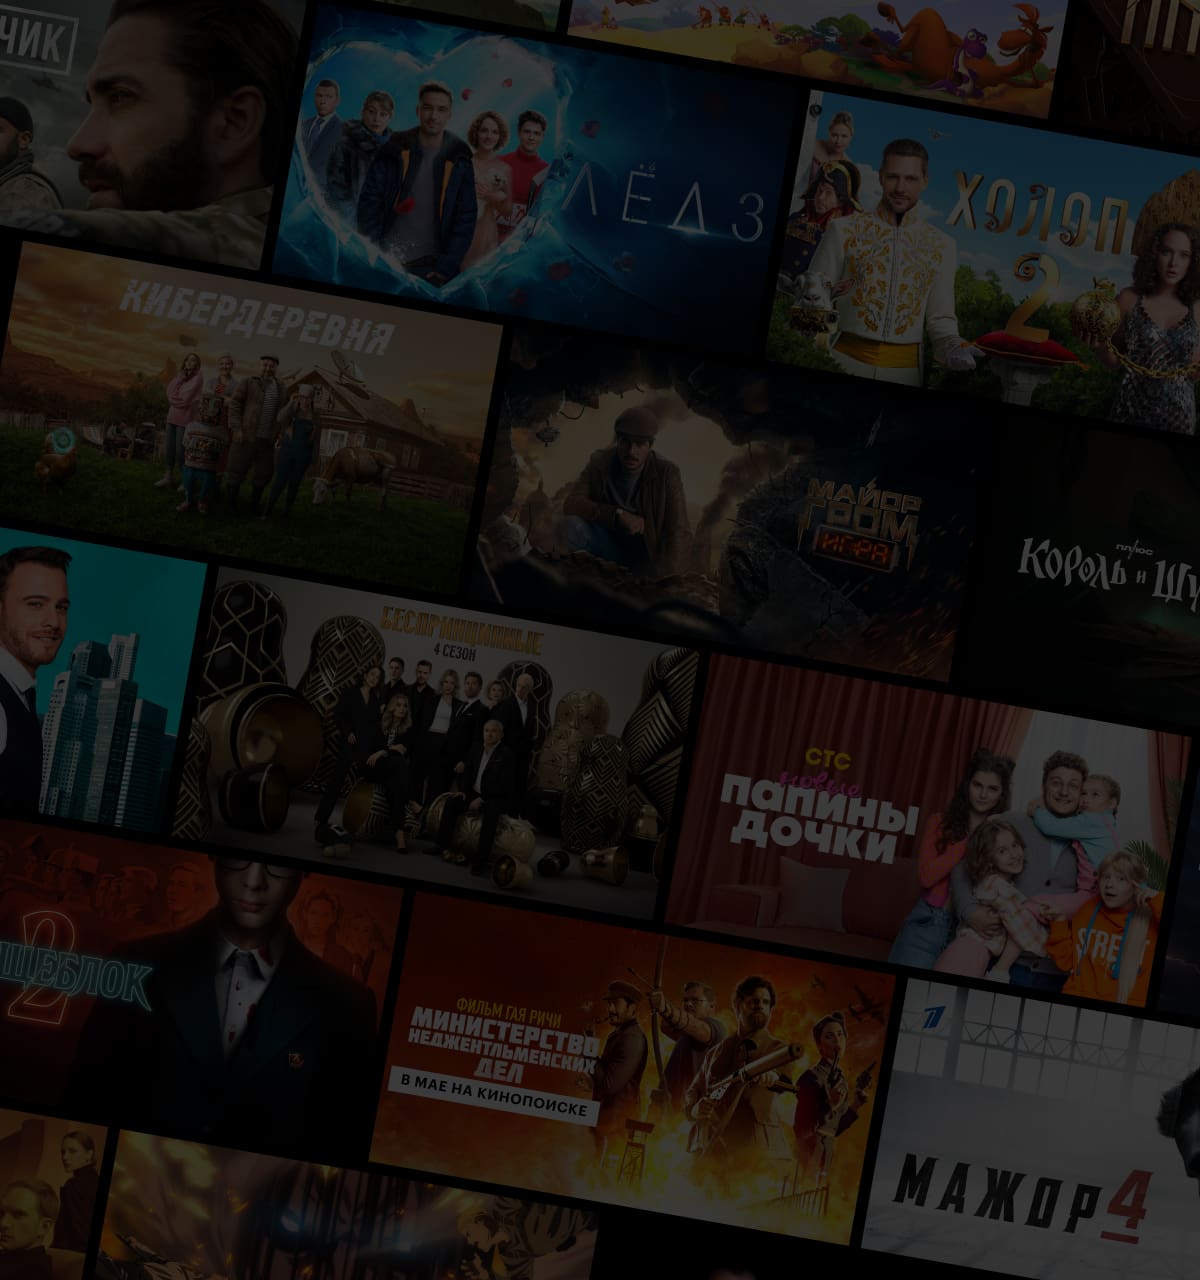 ЧИК
ЛЁД 3
ХОЛОП
2
КИБЕРДЕРЕВНЯ
МАЙОР
ГРОМ
ИГРА
ПЛЮС
КОРОЛЬ И ШУ
БЕСПРИНЦИПНЫЕ
4 СЕЗОН
СТС
новые
ПАПИНЫ
ДОЧКИ
STREET
ЩЕБЛОК
2
ФИЛЬМ ГАЯ РИЧИ
МИНИСТЕРСТВО
НЕДЖЕНТЛЬМЕНСКИХ
ДЕЛ
В МАЕ НА КИНОПОИСКЕ
МАЖОР 4